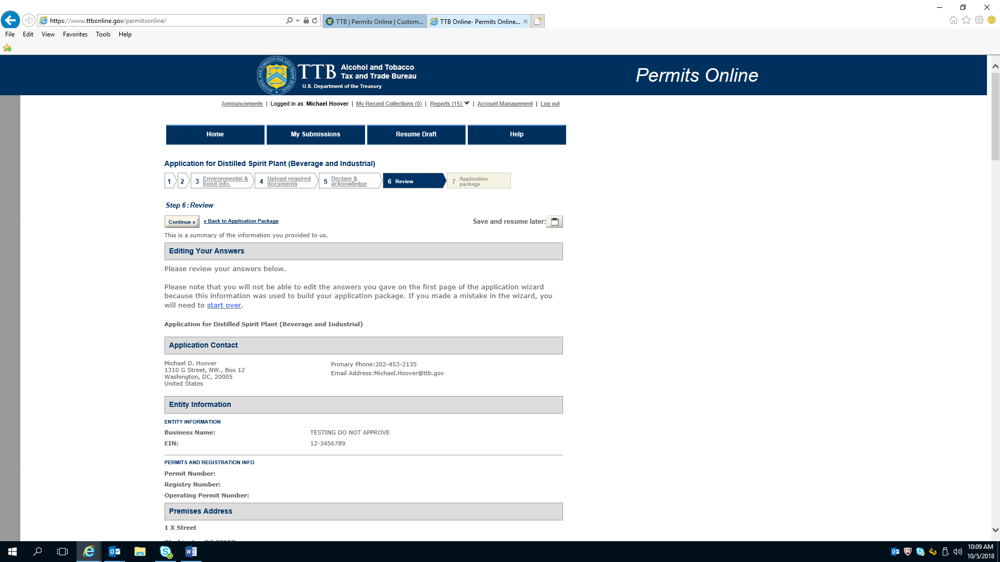 https://www.ttbonline.gov/permitsonline/
TTB | Permits Online | Custom...
TTB Online- Permits Online...
File Edit View Favorites Tools Help
TTB Alcohol and Tobacco
Tax and Trade Bureau
U.S. Department of the Treasury
Permits Online
Announcements | Logged in as: Michael Hoover | My Record Collections (0) | Reports (15) | Account Management | Log out
Home My Submissions Resume Draft Help
Application for Distilled Spirit Plant (Beverage and Industrial)
1 2 3 Environmental & bond info. 4 Upload required documents 5 Declare & acknowledge 6 Review 7 Application package
Step 6 : Review
Continue » « Back to Application Package Save and resume later:
This is a summary of the information you provided to us.
Editing Your Answers
Please review your answers below.
Please note that you will not be able to edit the answers you gave on the first page of the application wizard
because this information was used to build your application package. If you made a mistake in the wizard, you
will need to start over.
Application for Distilled Spirit Plant (Beverage and Industrial)
Application Contact
Michael D. Hoover
1310 G Street, NW., Box 12
Washington, DC, 20005
United States
Primary Phone:202-453-2135
Email Address:Michael.Hoover@ttb.gov
Entity Information
ENTITY INFORMATION
Business Name: TESTING DO NOT APPROVE
EIN: 12-3456789
PERMITS AND REGISTRATION INFO
Permit Number:
Registry Number:
Operating Permit Number:
Premises Address
1 X Street
10:09 AM
10/5/2018